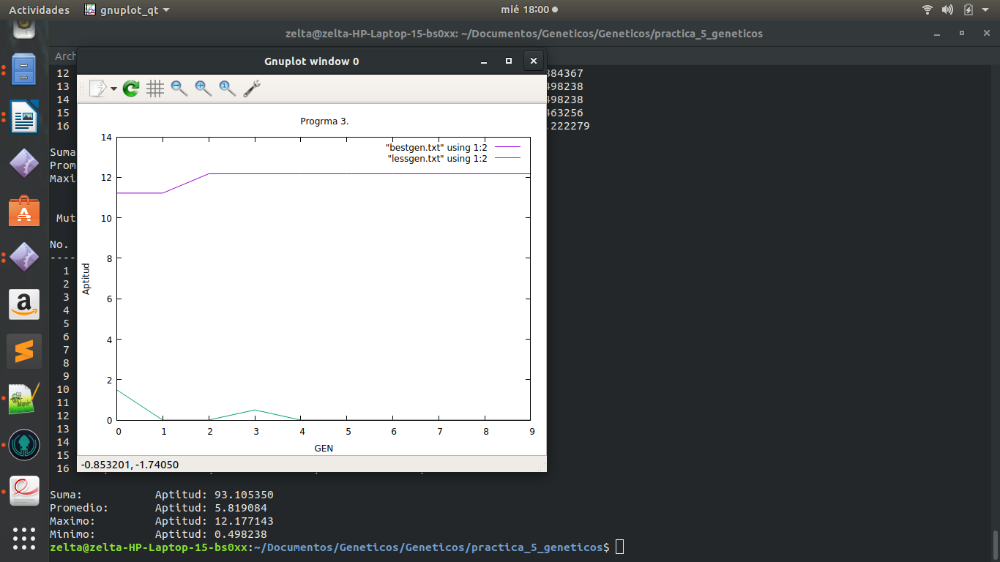 Actividades gnuplot_qt mié 18:00
zelta@zelta-HP-Laptop-15-bs0xx: ~/Documentos/Geneticos/Geneticos/practica_5_geneticos
Arch
Gnuplot window 0
12 384367
13 498238
14 498238
15 463256
16 .222279
Suma
Prom
Maxi
Mut
No.
----
1
2
3
4
5
6
7
8
9
10
11
12
13
14
15
16
Progrma 3.
"bestgen.txt" using 1:2
"lessgen.txt" using 1:2
14
12
10
8
6
4
2
0
Aptitud
0 1 2 3 4 5 6 7 8 9
GEN
-0.853201, -1.74050
Suma: Aptitud: 93.105350
Promedio: Aptitud: 5.819084
Maximo: Aptitud: 12.177143
Minimo: Aptitud: 0.498238
zelta@zelta-HP-Laptop-15-bs0xx:~/Documentos/Geneticos/Geneticos/practica_5_geneticos$